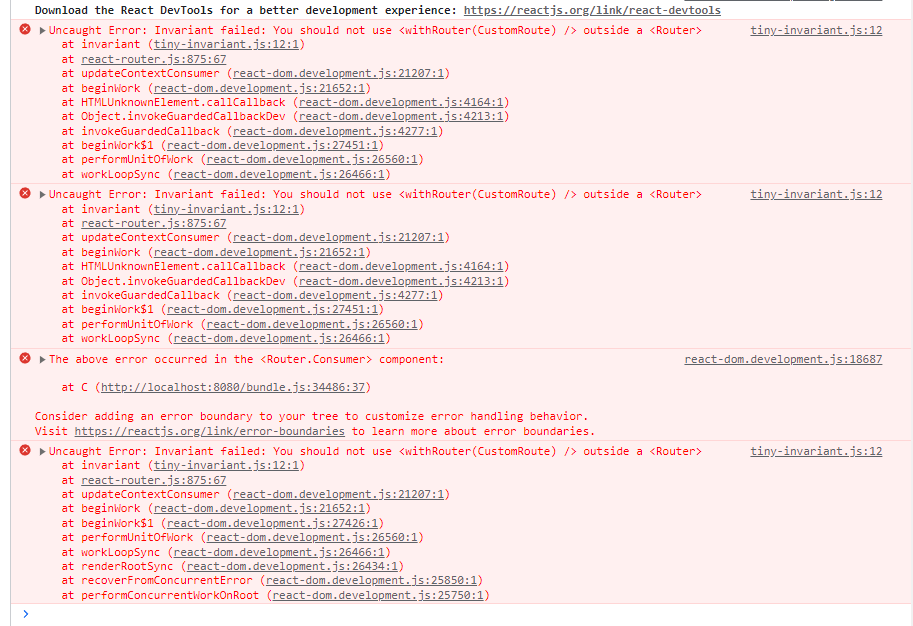 Download the React DevTools for a better development experience: https://reactjs.org/link/react-devtools
Uncaught Error: Invariant failed: You should not use <withRouter(CustomRoute) /> outside a <Router> tiny-invariant.js:12
at invariant (tiny-invariant.js:12:1)
at react-router.js:875:67
at updateContextConsumer (react-dom.development.js:21207:1)
at beginWork (react-dom.development.js:21652:1)
at HTMLUnknownElement.callCallback (react-dom.development.js:4164:1)
at Object.invokeGuardedCallbackDev (react-dom.development.js:4213:1)
at invokeGuardedCallback (react-dom.development.js:4277:1)
at beginWork$1 (react-dom.development.js:27451:1)
at performUnitOfWork (react-dom.development.js:26560:1)
at workLoopSync (react-dom.development.js:26466:1)
Uncaught Error: Invariant failed: You should not use <withRouter(CustomRoute) /> outside a <Router> tiny-invariant.js:12
at invariant (tiny-invariant.js:12:1)
at react-router.js:875:67
at updateContextConsumer (react-dom.development.js:21207:1)
at beginWork (react-dom.development.js:21652:1)
at HTMLUnknownElement.callCallback (react-dom.development.js:4164:1)
at Object.invokeGuardedCallbackDev (react-dom.development.js:4213:1)
at invokeGuardedCallback (react-dom.development.js:4277:1)
at beginWork$1 (react-dom.development.js:27451:1)
at performUnitOfWork (react-dom.development.js:26560:1)
at workLoopSync (react-dom.development.js:26466:1)
The above error occurred in the <Router.Consumer> component: react-dom.development.js:18687
at C (http://localhost:8080/bundle.js:34486:37)
Consider adding an error boundary to your tree to customize error handling behavior.
Visit https://reactjs.org/link/error-boundaries to learn more about error boundaries.
Uncaught Error: Invariant failed: You should not use <withRouter(CustomRoute) /> outside a <Router> tiny-invariant.js:12
at invariant (tiny-invariant.js:12:1)
at react-router.js:875:67
at updateContextConsumer (react-dom.development.js:21207:1)
at beginWork (react-dom.development.js:21652:1)
at beginWork$1 (react-dom.development.js:27426:1)
at performUnitOfWork (react-dom.development.js:26560:1)
at workLoopSync (react-dom.development.js:26466:1)
at renderRootSync (react-dom.development.js:26434:1)
at recoverFromConcurrentError (react-dom.development.js:25850:1)
at performConcurrentWorkOnRoot (react-dom.development.js:25750:1)